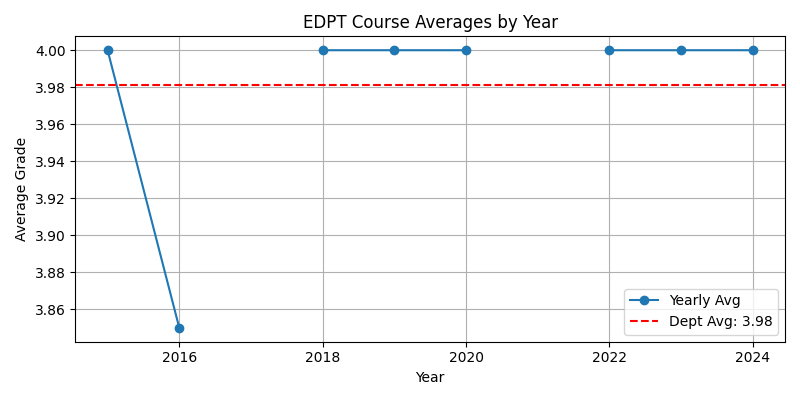 EDPT Course Averages by Year
Average Grade
4.00
3.98
3.96
3.94
3.92
3.90
3.88
3.86
Yearly Avg
Dept Avg: 3.98
2016 2018 2020 2022 2024
Year